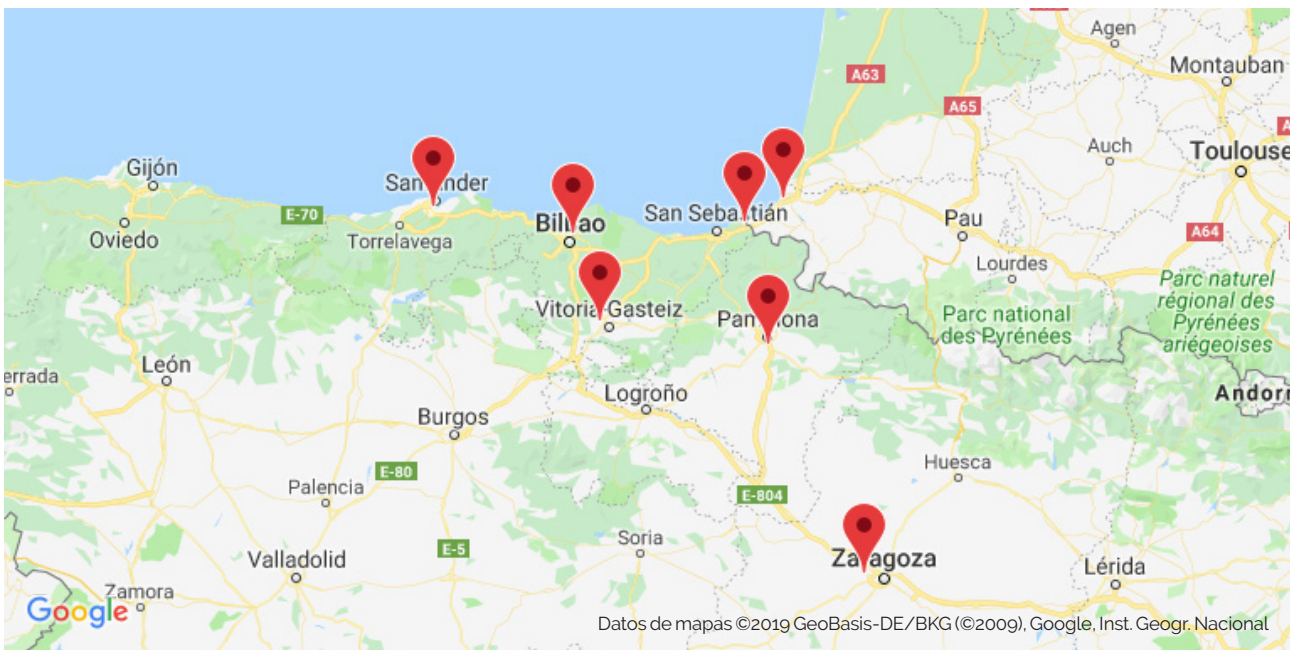 Agen
Montauban
A63
A65
Auch
Toulouse
Gijón
Santander
E-70
Oviedo
Torrelavega
Bilbao
San Sebastián
Pau
A64
Lourdes
Vitoria-Gasteiz
Pamplona
Parc national
des Pyrénées
Parc naturel
régional des
Pyrénées
ariégeoises
León
errada
Andorr
Logroño
Burgos
Huesca
E-80
Palencia
E-804
Soria
E-5
Valladolid
Zaragoza
Lérida
Zamora
Google
Datos de mapas ©2019 GeoBasis-DE/BKG (©2009), Google, Inst. Geogr. Nacional